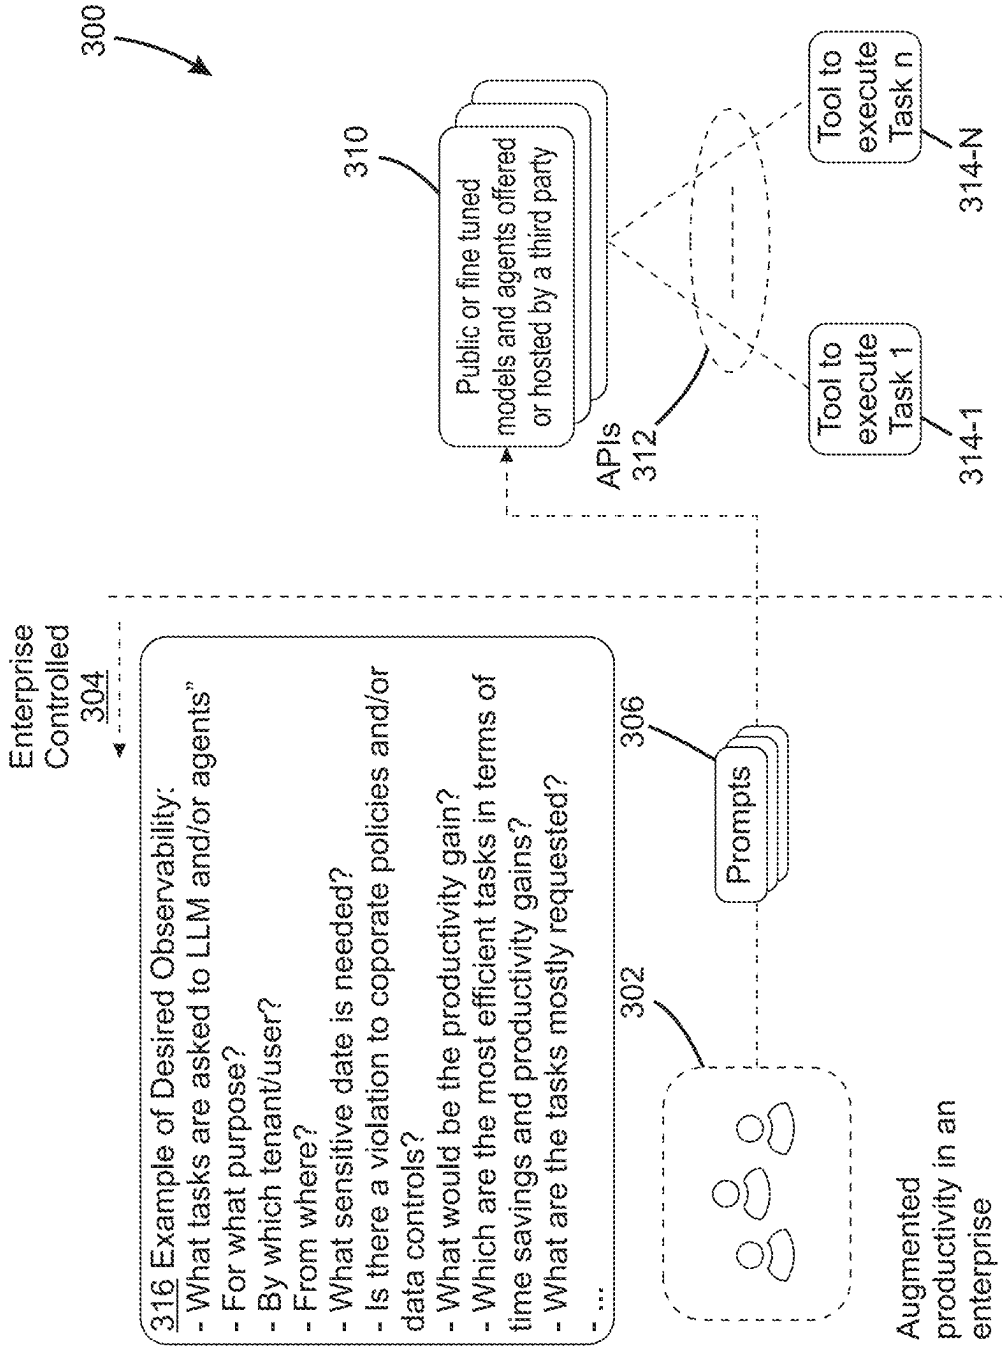 300
Enterprise
Controlled
304
316 Example of Desired Observability:
- What tasks are asked to LLM and/or agents”
- For what purpose?
- By which tenant/user?
- From where?
- What sensitive date is needed?
- Is there a violation to coporate policies and/or
data controls?
- What would be the productivity gain?
- Which are the most efficient tasks in terms of
time savings and productivity gains?
- What are the tasks mostly requested?
- ...
302
306
Prompts
Augmented
productivity in an
enterprise
310
Public or fine tuned
models and agents offered
or hosted by a third party
APIs
312
Tool to
execute
Task 1
314-1
Tool to
execute
Task n
314-N